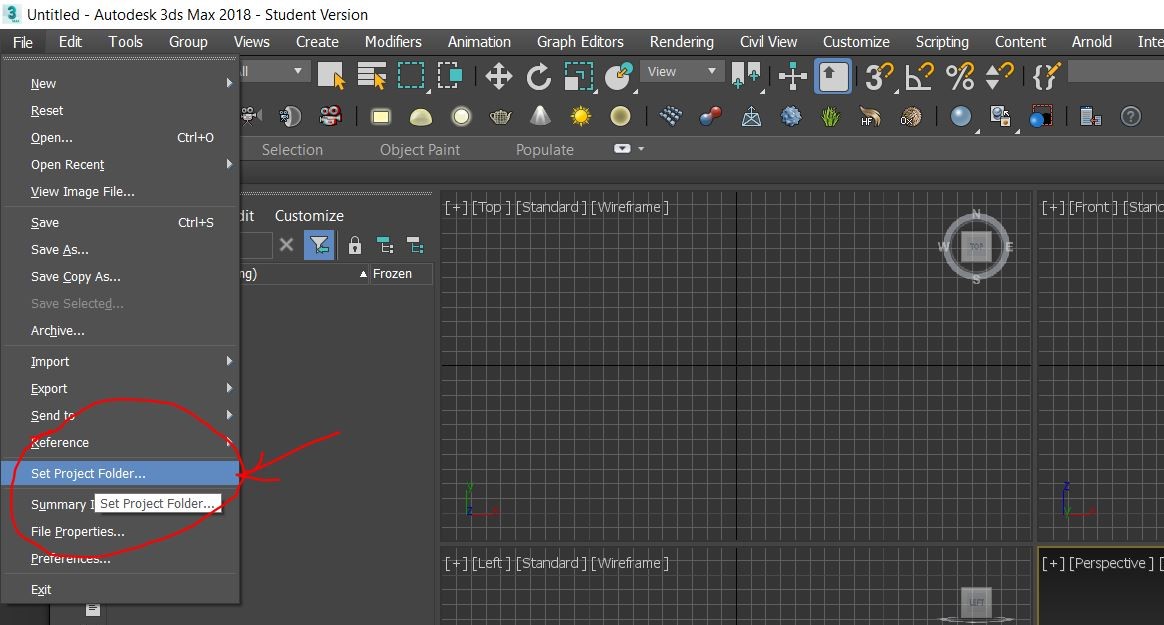 Untitled - Autodesk 3ds Max 2018 - Student Version
File Edit Tools Group Views Create Modifiers Animation Graph Editors Rendering Civil View Customize Scripting Content Arnold Inte
View
3
HF
Selection Object Paint Populate
New
Reset
Open... Ctrl+O
Open Recent
View Image File...
Save Ctrl+S
Save As...
Save Copy As...
Save Selected...
Archive...
Import
Export
Send to
Reference
Set Project Folder...
Summary I
Set Project Folder...
File Properties...
Preferences...
Exit
dit Customize
ng) Frozen
[+] [Top ] [Standard ] [Wireframe ]
N
W TOP E
S
y
z x
[+] [Front ] [Stand
z
y x
[+] [Left ] [Standard ] [Wireframe ]
LEFT
[+] [Perspective ] [